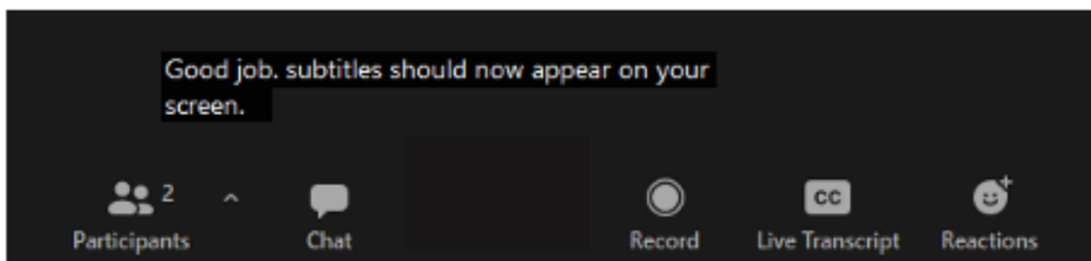 Good job. subtitles should now appear on your
screen.
2
Participants
Chat
Record
CC
Live Transcript
Reactions